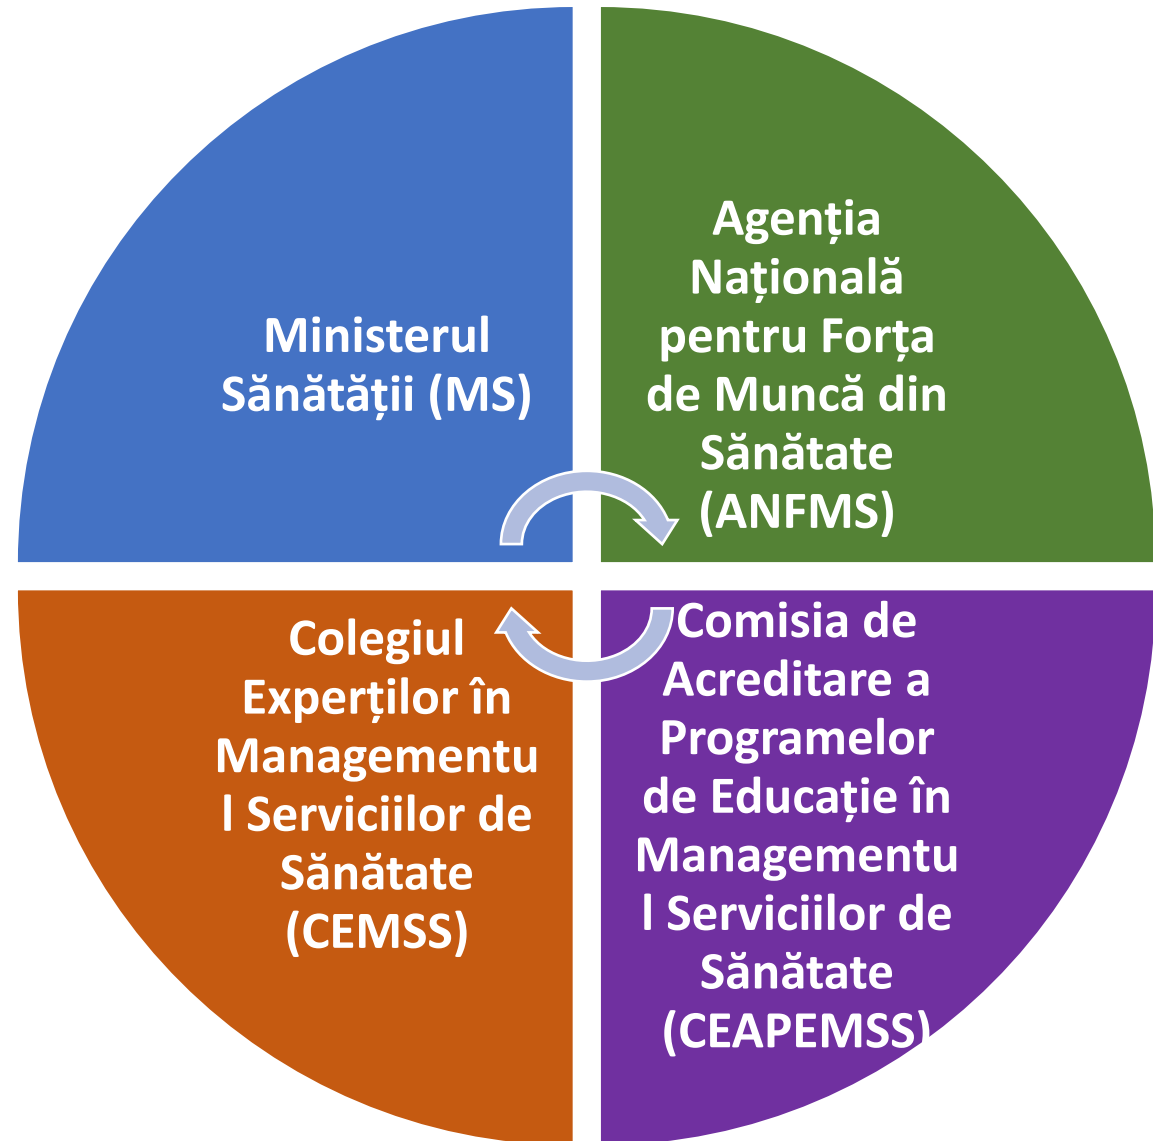 Ministerul
Sănătății (MS)
Agenția
Națională
pentru Forța
de Muncă din
Sănătate
(ANFMS)
Colegiul
Experților în
Managementu
l Serviciilor de
Sănătate
(CEMSS)
Comisia de
Acreditare a
Programelor
de Educație în
Managementu
l Serviciilor de
Sănătate
(CEAPEMSS)